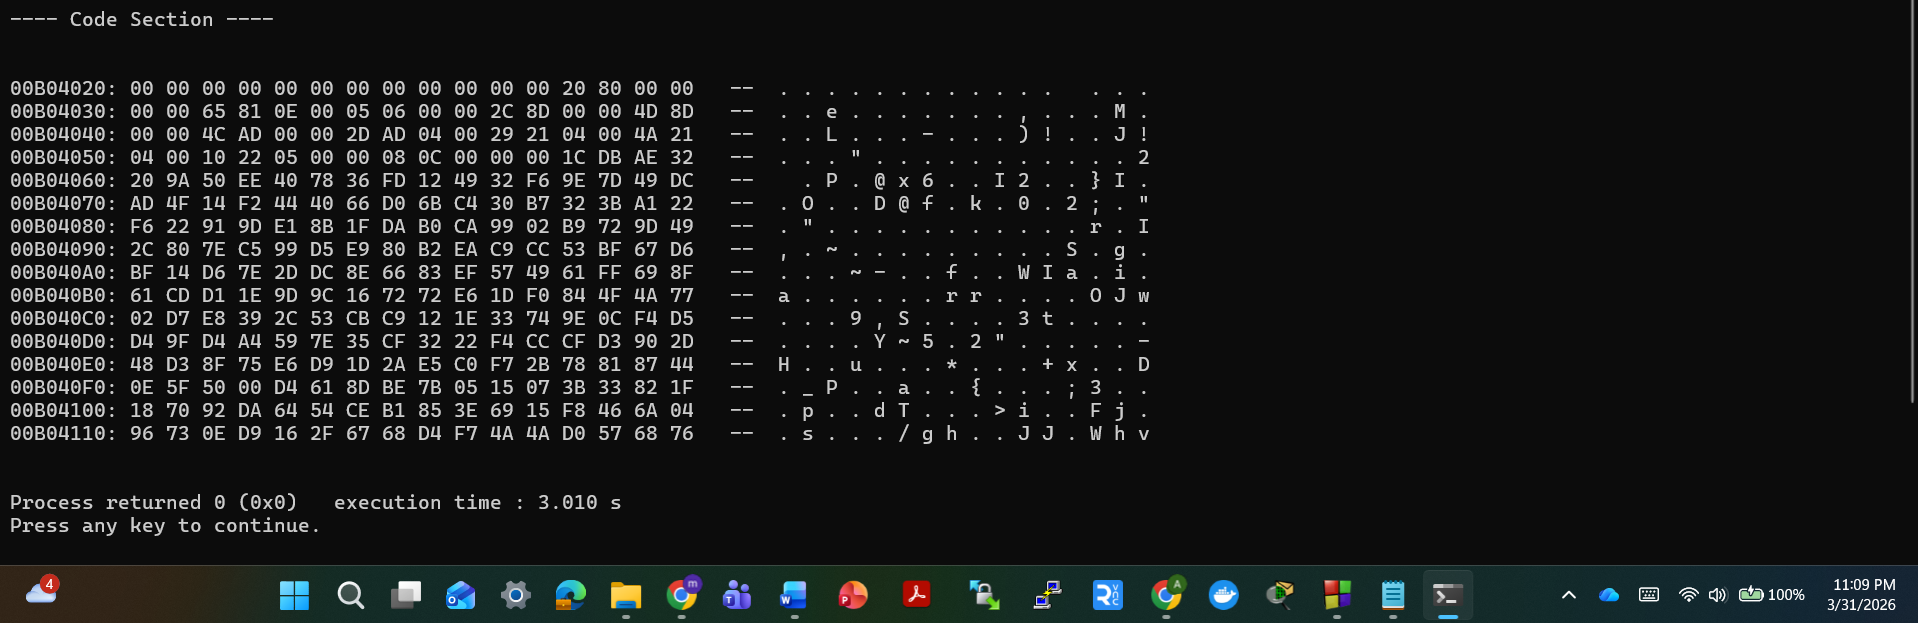 ---- Code Section ----
00B04020: 00 00 00 00 00 00 00 00 00 00 00 00 20 80 00 00   --  . . . . . . . . . . . .   . . .
00B04030: 00 00 65 81 0E 00 05 06 00 00 2C 8D 00 00 4D 8D   --  . . e . . . . . . . , . . . M .
00B04040: 00 00 4C AD 00 00 2D AD 04 00 29 21 04 00 4A 21   --  . . L . . . - . . . ) ! . . J !
00B04050: 04 00 10 22 05 00 00 08 0C 00 00 00 1C DB AE 32   --  . . . " . . . . . . . . . . . 2
00B04060: 20 9A 50 EE 40 78 36 FD 12 49 32 F6 9E 7D 49 DC   --    . P . @ x 6 . . I 2 . . } I .
00B04070: AD 4F 14 F2 44 40 66 D0 6B C4 30 B7 32 3B A1 22   --  . O . . D @ f . k . 0 . 2 ; . "
00B04080: F6 22 91 9D E1 8B 1F DA B0 CA 99 02 B9 72 9D 49   --  . " . . . . . . . . . . . r . I
00B04090: 2C 80 7E C5 99 D5 E9 80 B2 EA C9 CC 53 BF 67 D6   --  , . ~ . . . . . . . . . S . g .
00B040A0: BF 14 D6 7E 2D DC 8E 66 83 EF 57 49 61 FF 69 8F   --  . . . ~ - . . f . . W I a . i .
00B040B0: 61 CD D1 1E 9D 9C 16 72 72 E6 1D F0 84 4F 4A 77   --  a . . . . . . r r . . . . O J w
00B040C0: 02 D7 E8 39 2C 53 CB C9 12 1E 33 74 9E 0C F4 D5   --  . . . 9 , S . . . . 3 t . . . .
00B040D0: D4 9F D4 A4 59 7E 35 CF 32 22 F4 CC CF D3 90 2D   --  . . . . Y ~ 5 . 2 " . . . . . -
00B040E0: 48 D3 8F 75 E6 D9 1D 2A E5 C0 F7 2B 78 81 87 44   --  H . . u . . . * . . . + x . . D
00B040F0: 0E 5F 50 00 D4 61 8D BE 7B 05 15 07 3B 33 82 1F   --  . _ P . . a . . { . . . ; 3 . .
00B04100: 18 70 92 DA 64 54 CE B1 85 3E 69 15 F8 46 6A 04   --  . p . . d T . . . > i . . F j .
00B04110: 96 73 0E D9 16 2F 67 68 D4 F7 4A 4A D0 57 68 76   --  . s . . . / g h . . J J . W h v
Process returned 0 (0x0)   execution time : 3.010 s
Press any key to continue.
4
100%
11:09 PM
3/31/2026